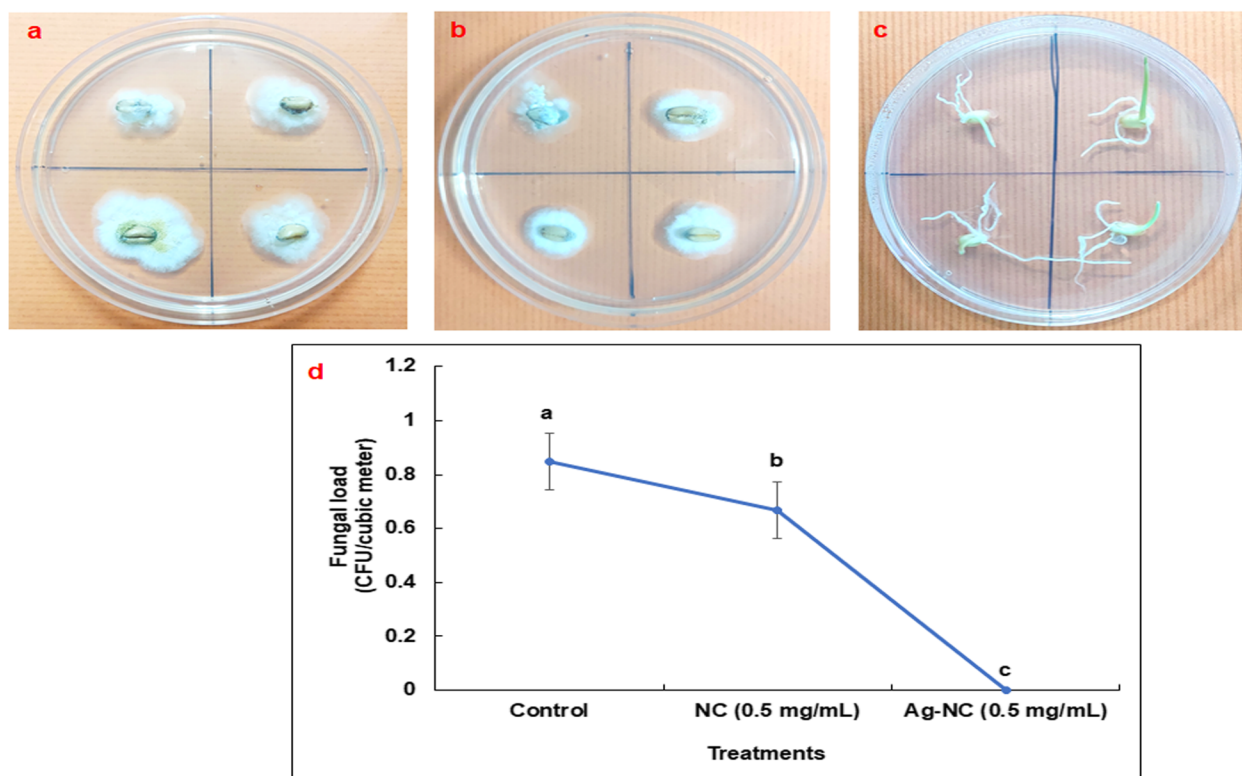 a
b
c
d
1.2
1
0.8
0.6
0.4
0.2
0
Fungal load
(CFU/cubic meter)
a
b
c
Control
NC (0.5 mg/mL)
Ag-NC (0.5 mg/mL)
Treatments